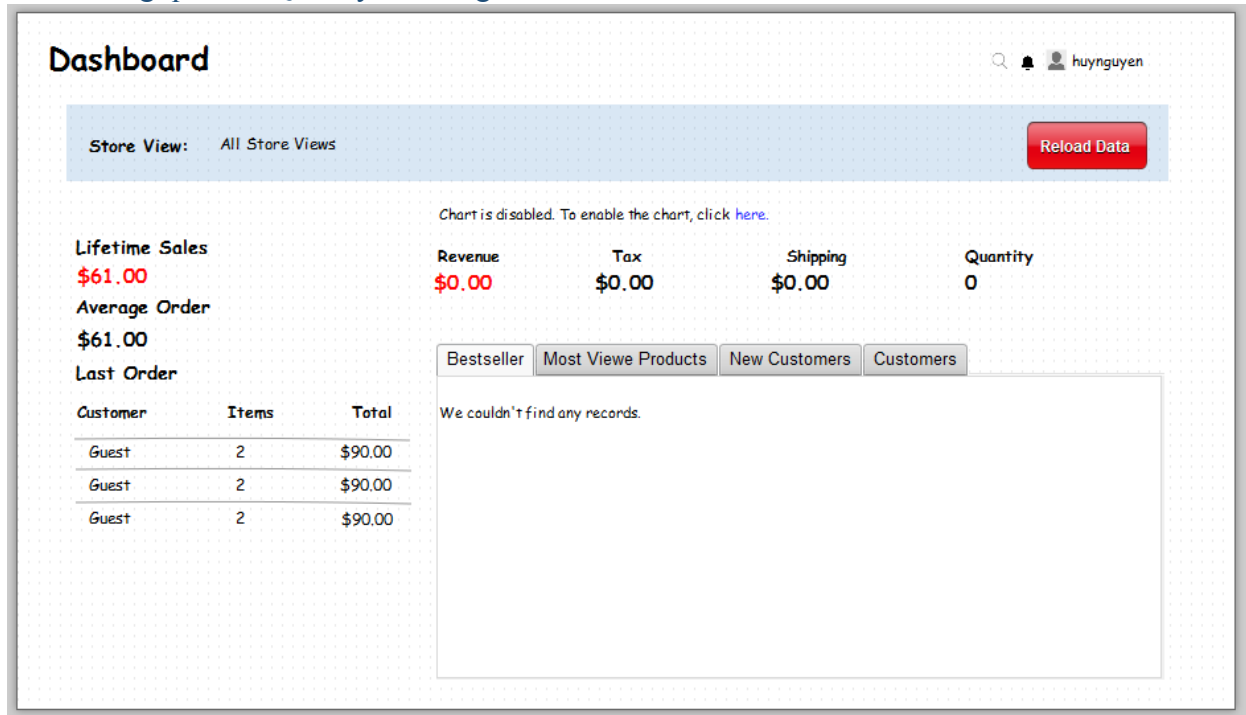 Dashboard
huynguyen
Store View: All Store Views
Reload Data
Chart is disabled. To enable the chart, click here.
Lifetime Sales
$61.00
Average Order
$61.00
Last Order
Customer Items Total
Guest 2 $90.00
Guest 2 $90.00
Guest 2 $90.00
Revenue Tax Shipping Quantity
$0.00 $0.00 $0.00 0
Bestseller Most Viewe Products New Customers Customers
We couldn't find any records.